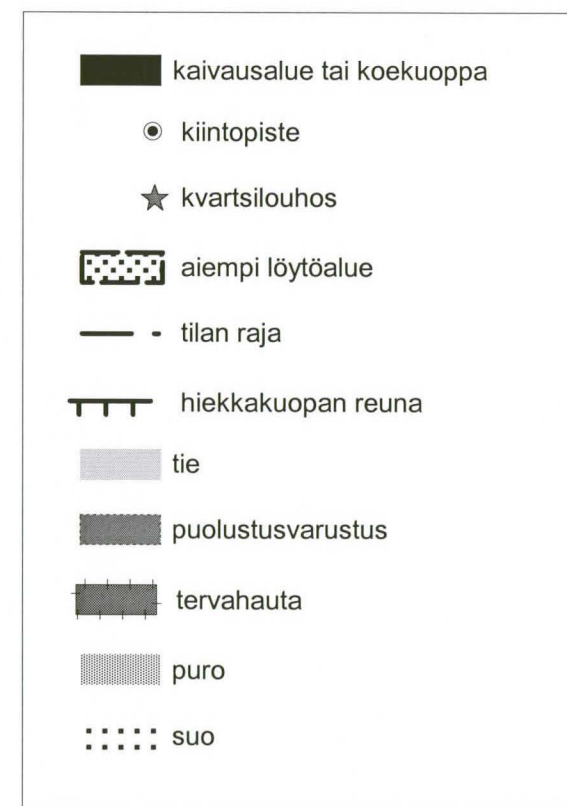 kaivausalue tai koekuoppa
kiintopiste
kvartsilouhos
aiempi löytöalue
tilan raja
hiekkakuopan reuna
tie
puolustusvarustus
tervahauta
puro
suo